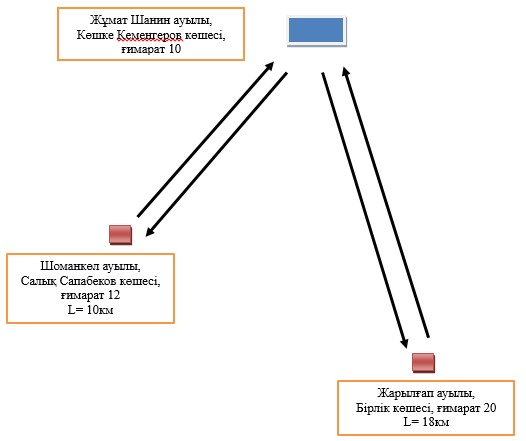 Жұмат Шанин ауылы,
Көшке Кеменгеров көшесі,
ғимарат 10
Шоманкөл ауылы,
Салық Сапабеков көшесі,
ғимарат 12
L= 10км
Жарылғап ауылы,
Бірлік көшесі, ғимарат 20
L= 18км